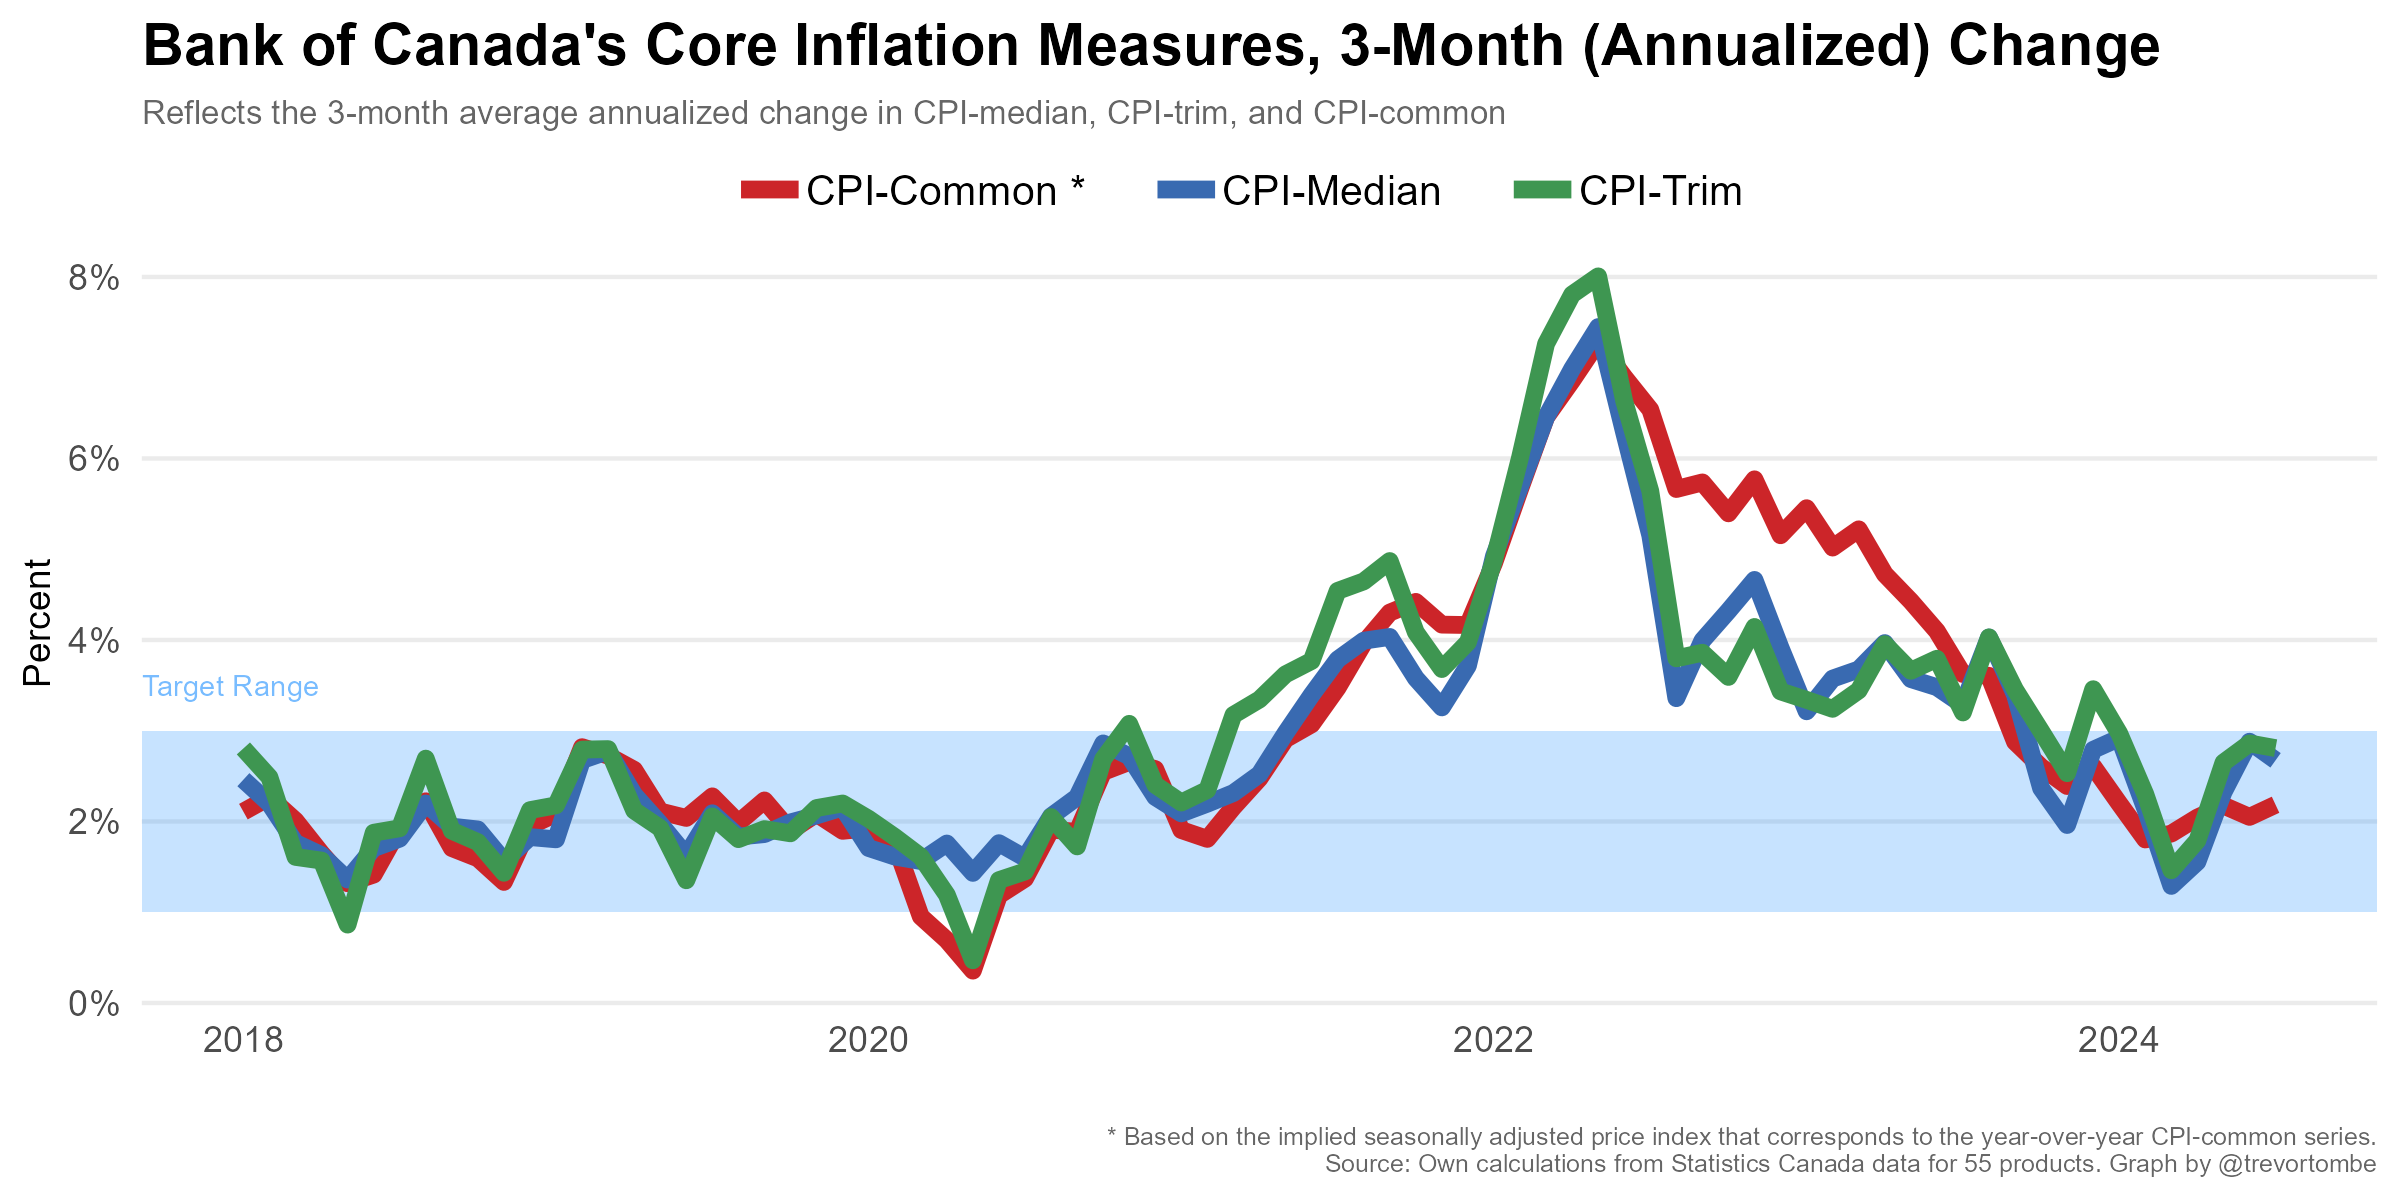 Bank of Canada's Core Inflation Measures, 3-Month (Annualized) Change
Reflects the 3-month average annualized change in CPI-median, CPI-trim, and CPI-common
CPI-Common * CPI-Median CPI-Trim
8%
6%
4%
2%
0%
Percent
Target Range
2018 2020 2022 2024
* Based on the implied seasonally adjusted price index that corresponds to the year-over-year CPI-common series.
Source: Own calculations from Statistics Canada data for 55 products. Graph by @trevortombe